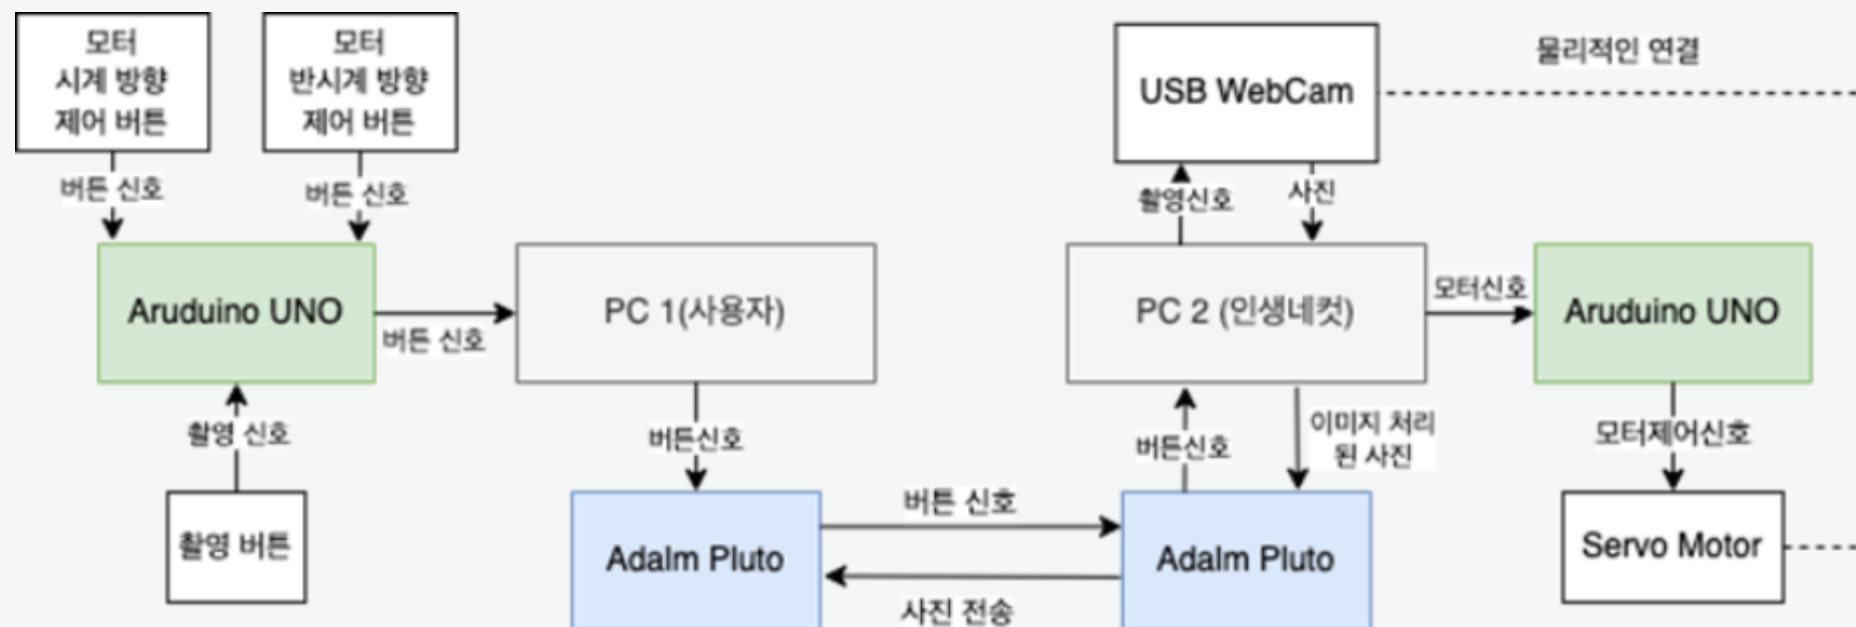 모터
시계 방향
제어 버튼
모터
반시계 방향
제어 버튼
USB WebCam
물리적인 연결
버튼 신호
버튼 신호
촬영신호
사진
Aruduino UNO
버튼 신호
PC 1(사용자)
PC 2 (인생네컷)
모터신호
Aruduino UNO
촬영 신호
버튼신호
버튼신호
이미지 처리
된 사진
모터제어신호
촬영 버튼
Adalm Pluto
버튼 신호
사진 전송
Adalm Pluto
Servo Motor